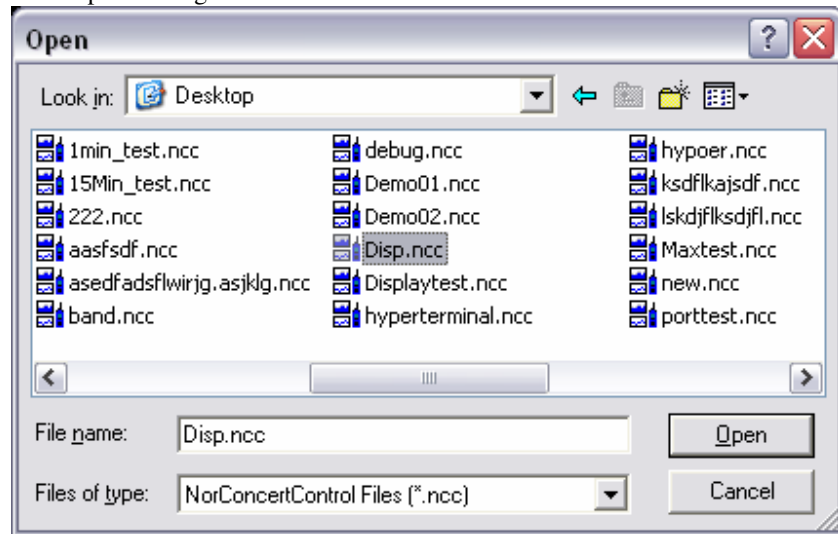 Open
Look in: Desktop
1min_test.ncc
15Min_test.ncc
222.ncc
aasfsdf.ncc
asedfadsflwirjg.asjklg.ncc
band.ncc
debug.ncc
Demo01.ncc
Demo02.ncc
Disp.ncc
Displaytest.ncc
hyperterminal.ncc
hypoer.ncc
ksdflkajsdf.ncc
lskdjflksdjfl.ncc
Maxtest.ncc
new.ncc
porttest.ncc
File name: Disp.ncc
Open
Files of type: NorConcertControl Files (*.ncc)
Cancel